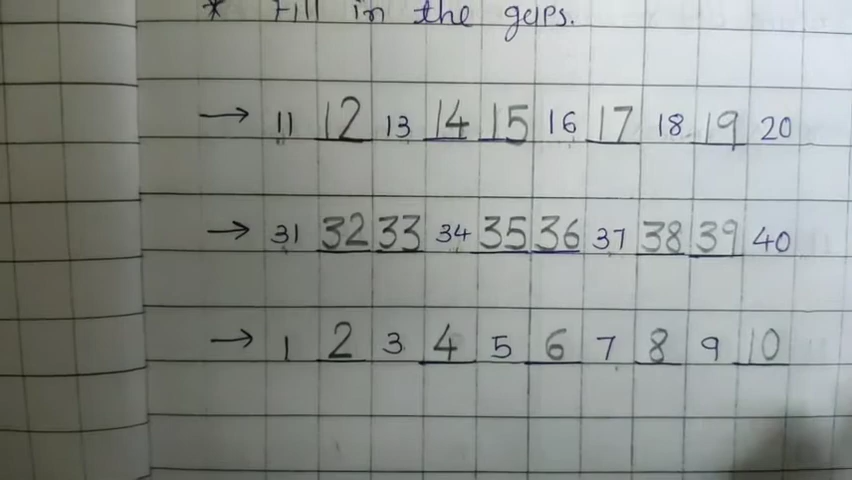 * Fill in the gaps.
→ 11 12 13 14 15 16 17 18 19 20
→ 31 32 33 34 35 36 37 38 39 40
→ 1 2 3 4 5 6 7 8 9 10